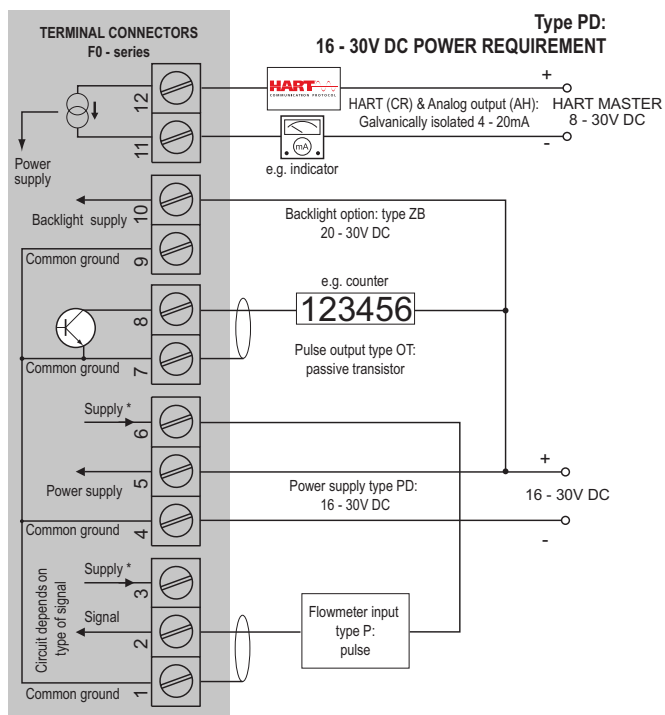 Type PD:
16 - 30V DC POWER REQUIREMENT
TERMINAL CONNECTORS
F0 - series
12
HART
COMMUNICATION PROTOCOL
HART (CR) & Analog output (AH):
Galvanically isolated 4 - 20mA
+
HART MASTER
8 - 30V DC
-
11
mA
e.g. indicator
Power
supply
10
Backlight supply
Backlight option: type ZB
20 - 30V DC
9
Common ground
e.g. counter
8
123456
7
Common ground
Pulse output type OT:
passive transistor
Supply *
6
5
Power supply
Power supply type PD:
16 - 30V DC
+
16 - 30V DC
-
4
Common ground
Supply *
3
Circuit depends on
type of signal
Signal
2
Flowmeter input
type P:
pulse
1
Common ground